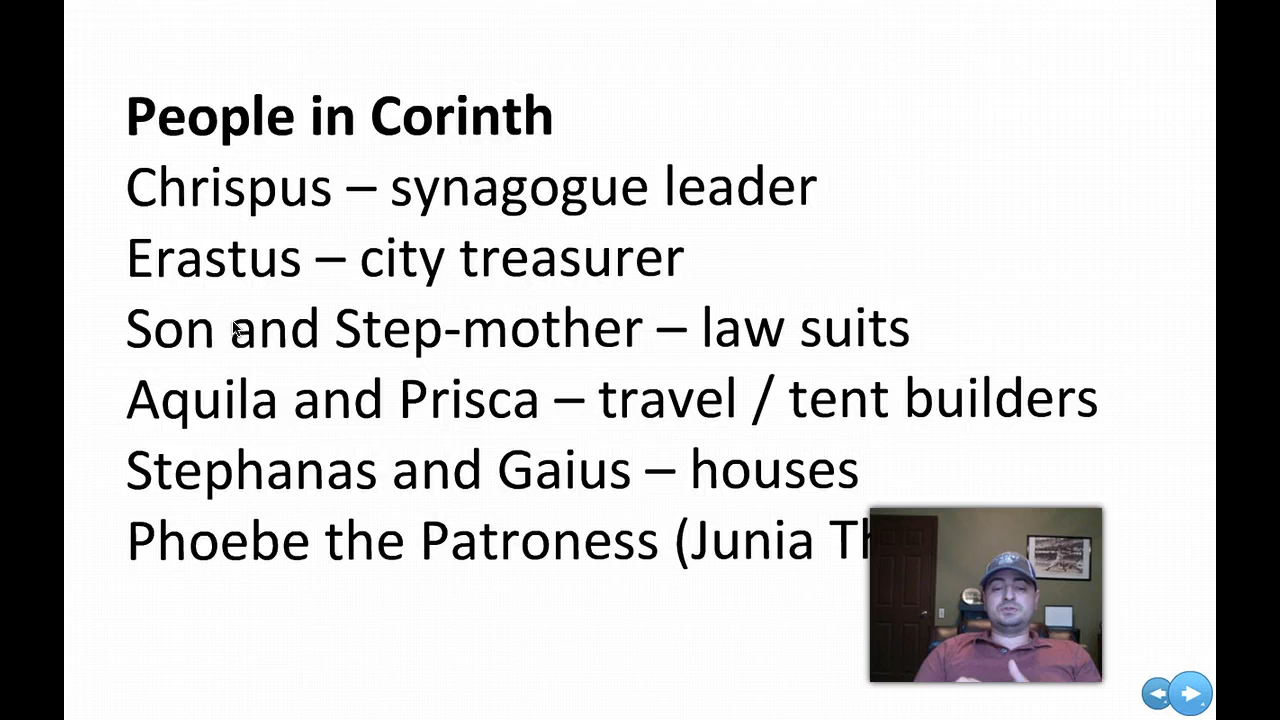 People in Corinth
Chrispus – synagogue leader
Erastus – city treasurer
Son and Step-mother – law suits
Aquila and Prisca – travel / tent builders
Stephanas and Gaius – houses
Phoebe the Patroness (Junia